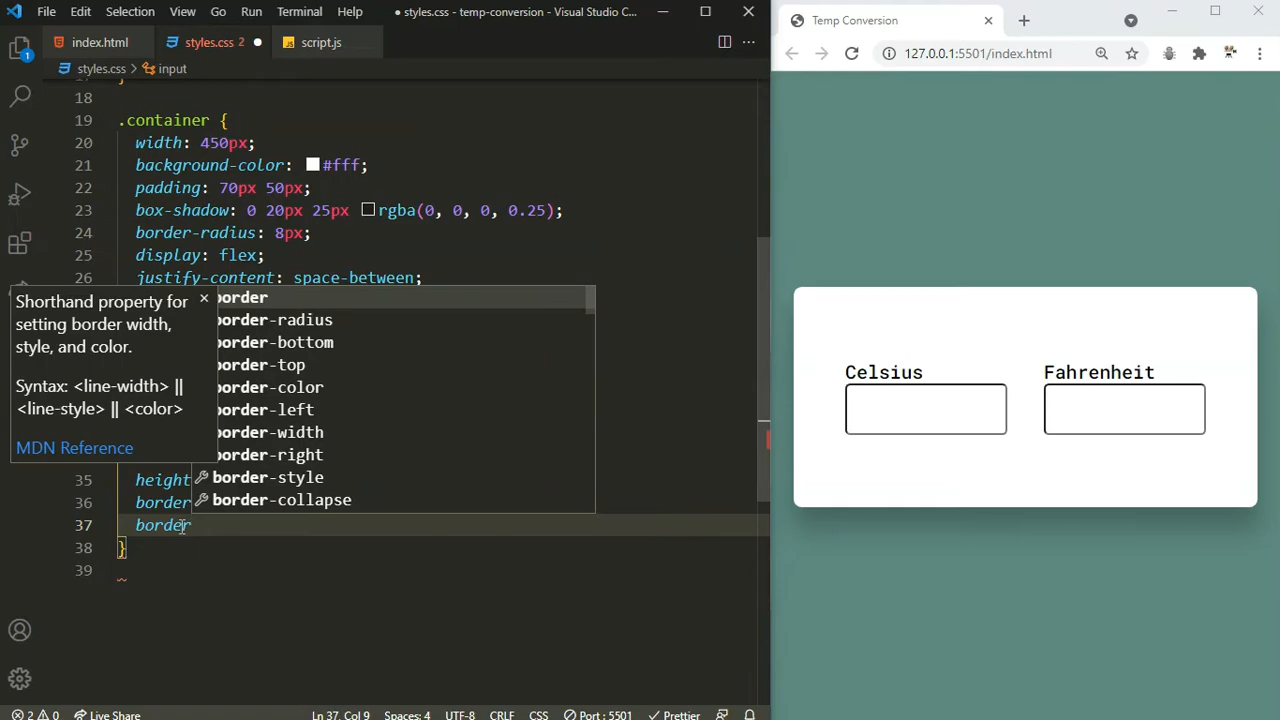 File Edit Selection View Go Run Terminal Help ● styles.css - temp-conversion - Visual Studio C...
index.html styles.css 2 ● script.js
styles.css > input
18
19 .container {
20 width: 450px;
21 background-color: #fff;
22 padding: 70px 50px;
23 box-shadow: 0 20px 25px rgba(0, 0, 0, 0.25);
24 border-radius: 8px;
25 display: flex;
26 justify-content: space-between;
Shorthand property for
setting border width,
style, and color.
Syntax: <line-width> ||
<line-style> || <color>
MDN Reference
border
border-radius
border-bottom
border-top
border-color
border-left
border-width
border-right
border-style
border-collapse
35 height
36 border
37 border
38 }
39
1
2 0 Live Share Ln 37, Col 9 Spaces: 4 UTF-8 CRLF CSS Port : 5501 Prettier
Temp Conversion
127.0.0.1:5501/index.html
Celsius Fahrenheit